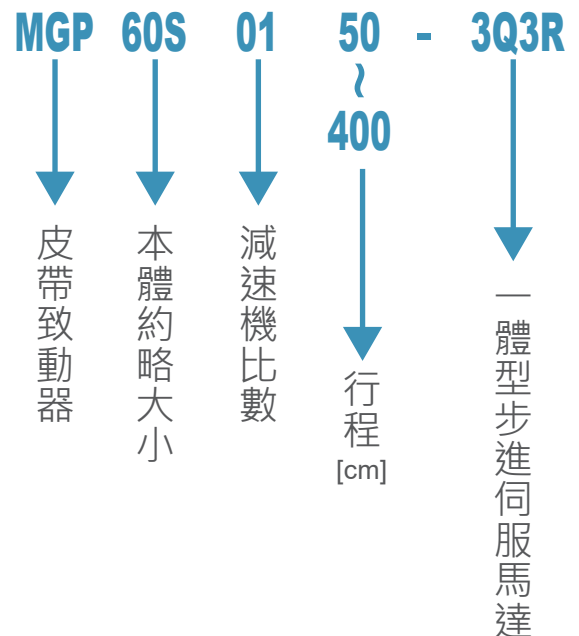 MGP 60S 01 50 - 3Q3R
~
400
皮帶致動器
本體約略大小
減速機比數
行程
[cm]
一體型步進伺服馬達